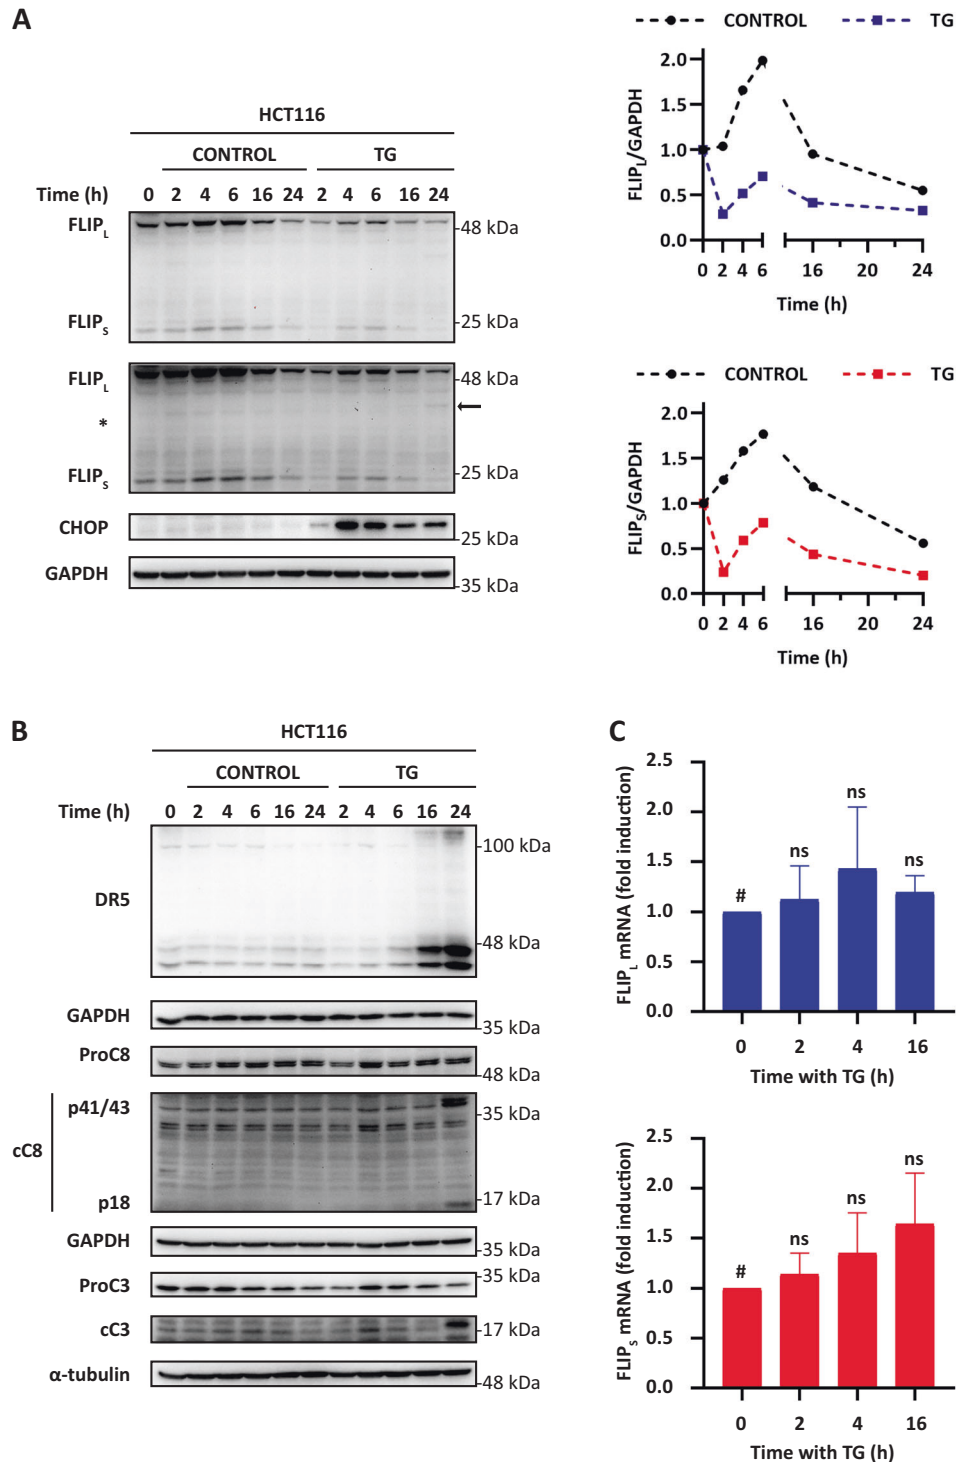 A
HCT116
CONTROL TG
Time (h) 0 2 4 6 16 24 2 4 6 16 24
FLIPL
48 kDa
FLIPS
25 kDa
FLIPL
48 kDa
*
FLIPS
25 kDa
CHOP
25 kDa
GAPDH
35 kDa
CONTROL TG
FLIPL/GAPDH
2.0
1.5
1.0
0.5
0.0
0 2 4 6 16 20 24
Time (h)
CONTROL TG
FLIPS/GAPDH
2.0
1.5
1.0
0.5
0.0
0 2 4 6 16 20 24
Time (h)
B
HCT116
CONTROL TG
Time (h) 0 2 4 6 16 24 2 4 6 16 24
100 kDa
DR5
48 kDa
GAPDH
35 kDa
ProC8
48 kDa
p41/43
35 kDa
cC8
p18
17 kDa
GAPDH
35 kDa
ProC3
35 kDa
cC3
17 kDa
α-tubulin
48 kDa
C
FLIPL mRNA (fold induction)
2.5
2.0
1.5
1.0
0.5
0.0
# ns ns ns
0 2 4 16
Time with TG (h)
FLIPS mRNA (fold induction)
2.5
2.0
1.5
1.0
0.5
0.0
# ns ns ns
0 2 4 16
Time with TG (h)